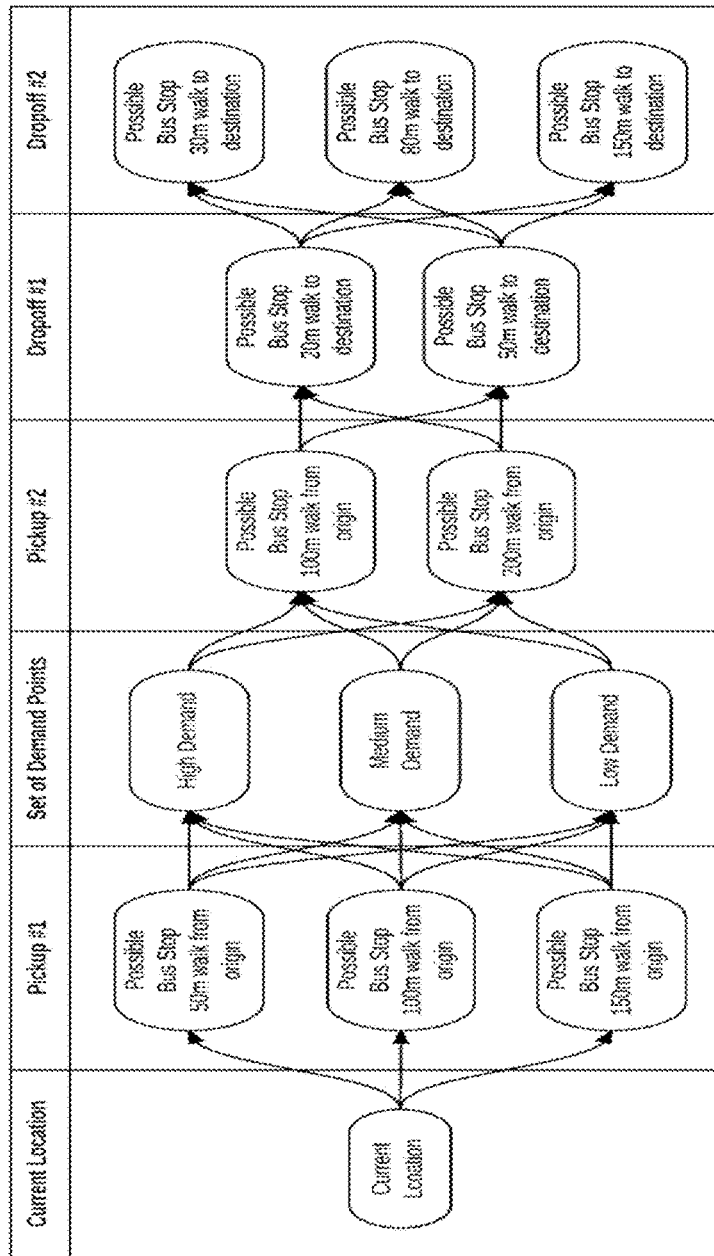 Current Location
Pickup #1
Set of Demand Points
Pickup #2
Dropoff #1
Dropoff #2
Current
Location
Possible
Bus Stop
50m walk from
origin
Possible
Bus Stop
100m walk from
origin
Possible
Bus Stop
150m walk from
origin
High Demand
Medium
Demand
Low Demand
Possible
Bus Stop
100m walk from
origin
Possible
Bus Stop
200m walk from
origin
Possible
Bus Stop
20m walk to
destination
Possible
Bus Stop
90m walk to
destination
Possible
Bus Stop
30m walk to
destination
Possible
Bus Stop
80m walk to
destination
Possible
Bus Stop
150m walk to
destination